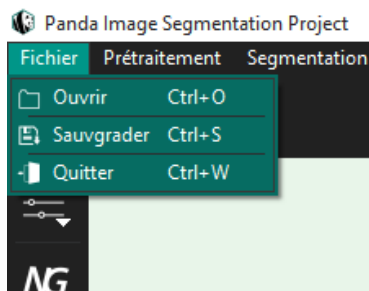 Panda Image Segmentation Project
Fichier Prétraitement Segmentation
Ouvrir Ctrl+O
Sauvgrader Ctrl+S
Quitter Ctrl+W
NG